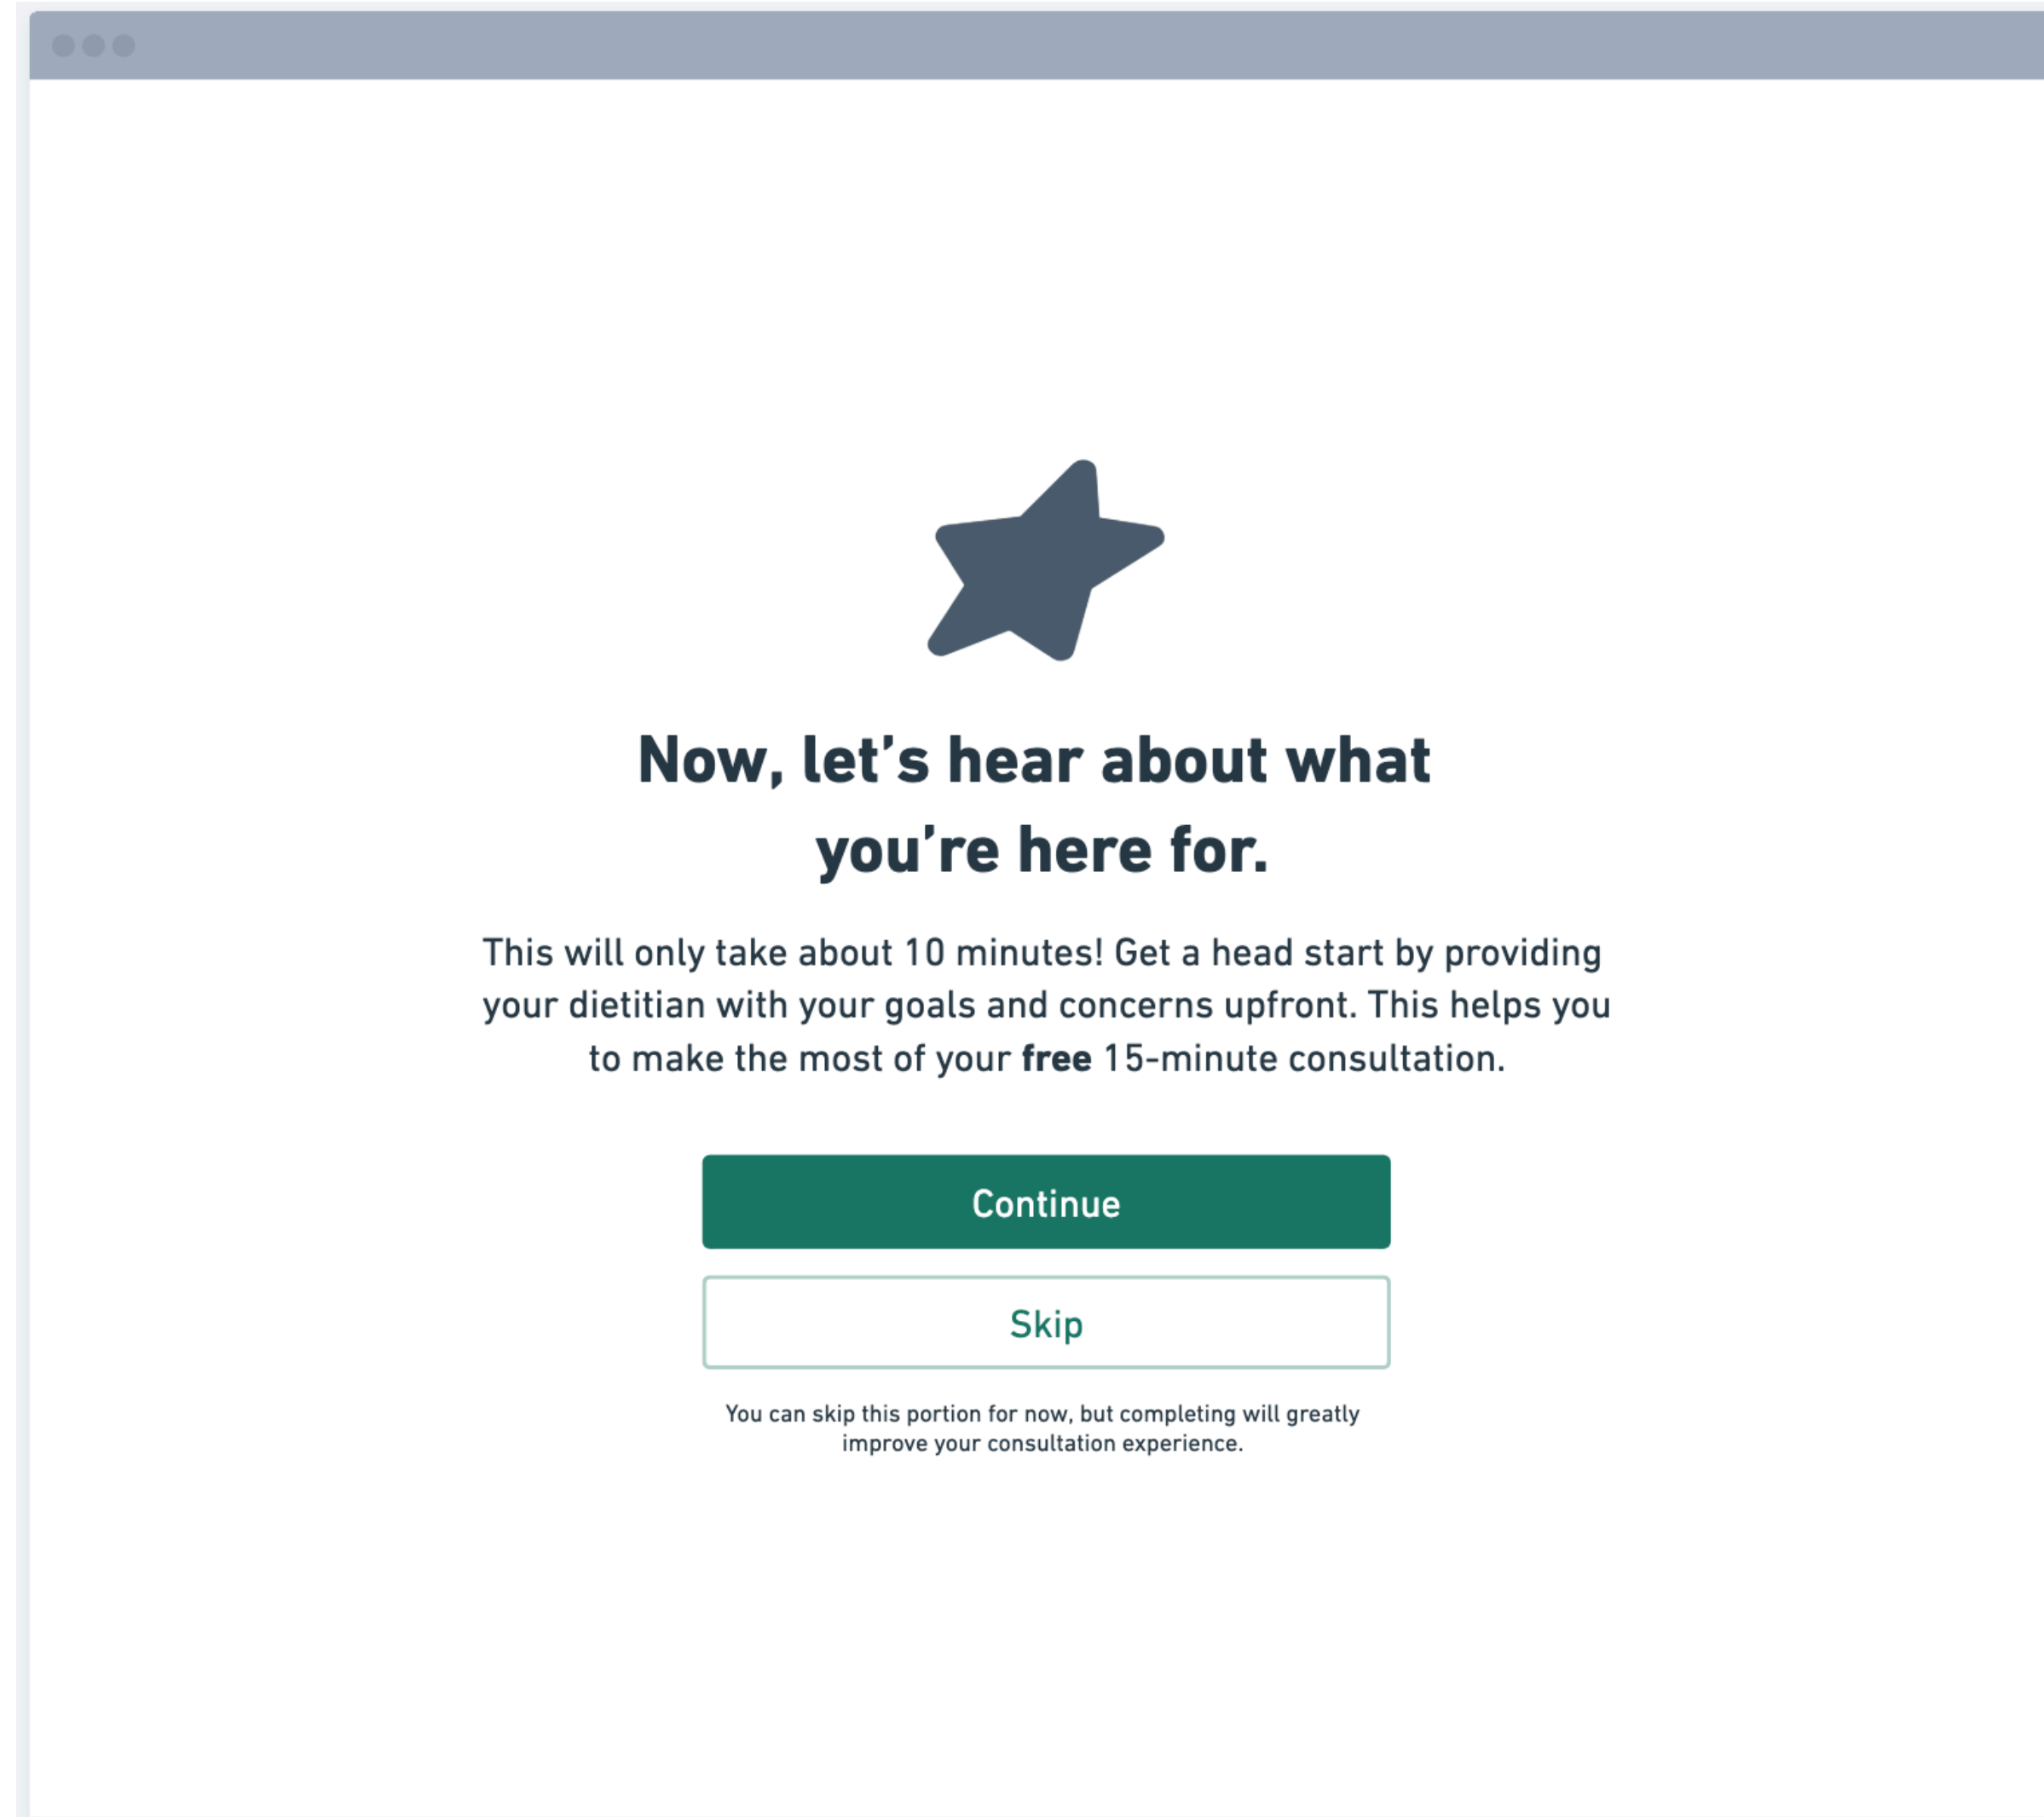 Now, let’s hear about what
you’re here for.
This will only take about 10 minutes! Get a head start by providing
your dietitian with your goals and concerns upfront. This helps you
to make the most of your free 15-minute consultation.
Continue
Skip
You can skip this portion for now, but completing will greatly
improve your consultation experience.